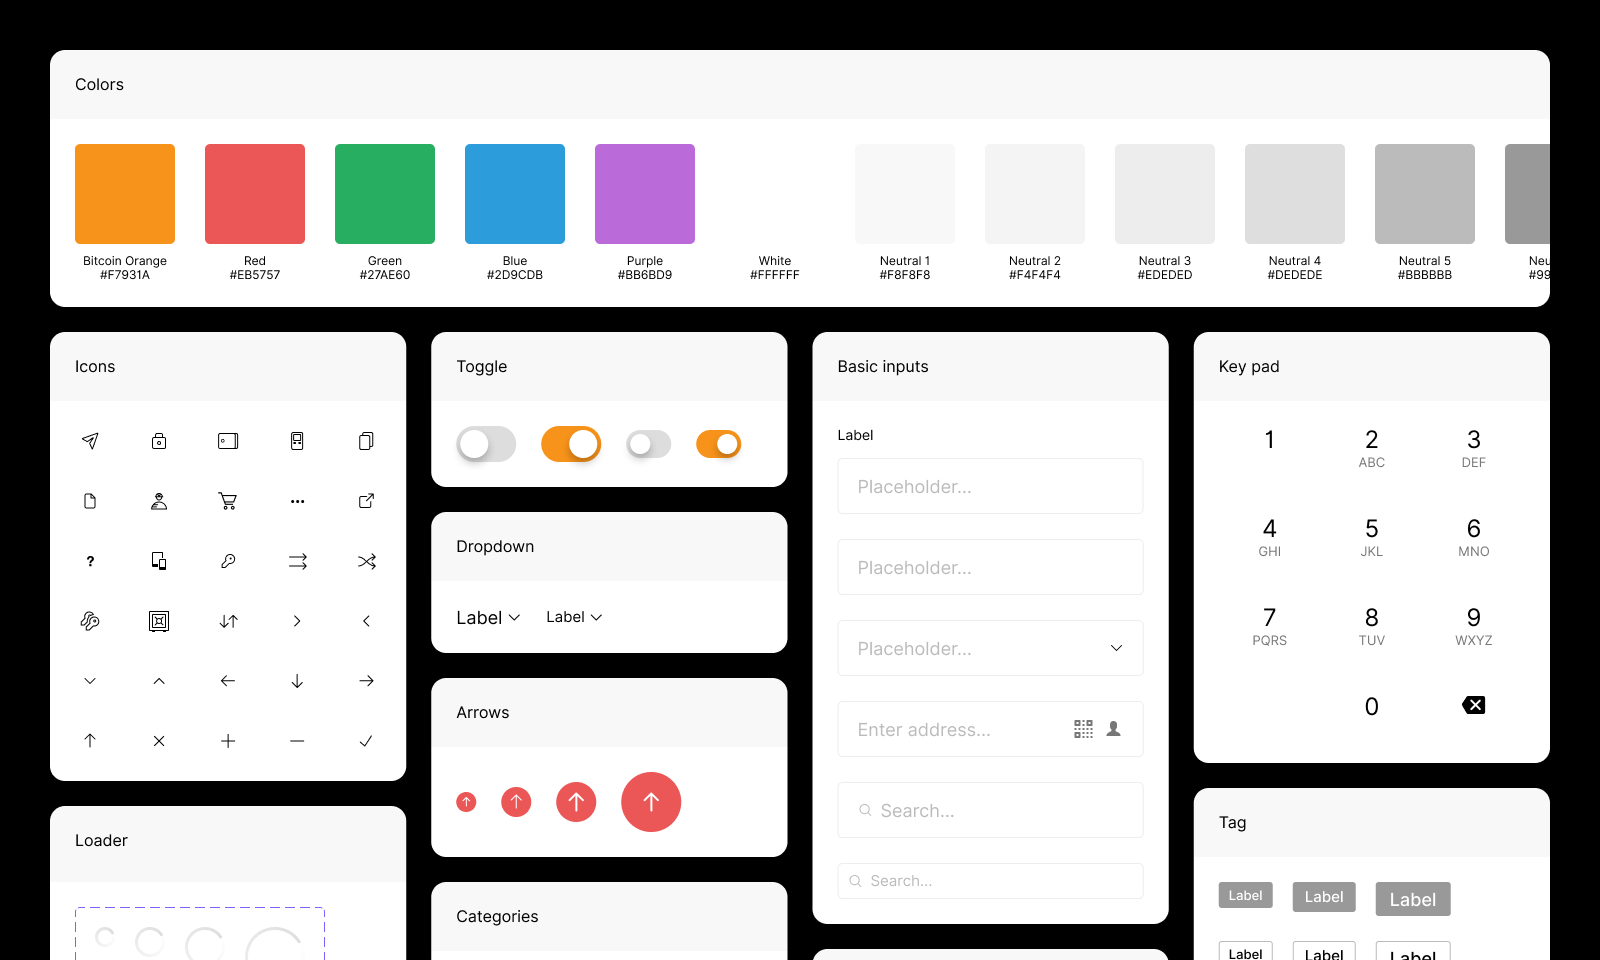 Colors
Bitcoin Orange
#F7931A
Red
#EB5757
Green
#27AE60
Blue
#2D9CDB
Purple
#BB6BD9
White
#FFFFFF
Neutral 1
#F8F8F8
Neutral 2
#F4F4F4
Neutral 3
#EDEDED
Neutral 4
#DEDEDE
Neutral 5
#BBBBBB
Neu
#99
Icons
?
Toggle
Dropdown
Label
Label
Arrows
Categories
Loader
Basic inputs
Label
Placeholder...
Placeholder...
Placeholder...
Enter address...
Search...
Search...
Key pad
1
2
ABC
3
DEF
4
GHI
5
JKL
6
MNO
7
PQRS
8
TUV
9
WXYZ
0
Tag
Label
Label
Label
Label
Label
Label